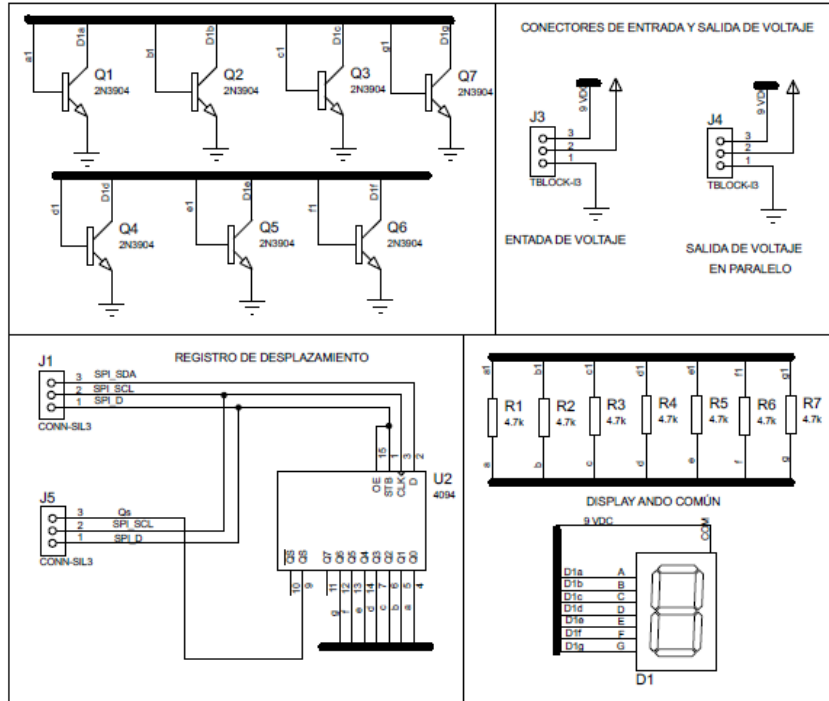 a1
D1a
Q1
2N3904
b1
D1b
Q2
2N3904
c1
D1c
Q3
2N3904
g1
D1g
Q7
2N3904
d1
D1d
Q4
2N3904
e1
D1e
Q5
2N3904
f1
D1f
Q6
2N3904
CONECTORES DE ENTRADA Y SALIDA DE VOLTAJE
J3
9 VDC
3
2
1
TBLOCK-I3
ENTADA DE VOLTAJE
J4
9 VDC
3
2
1
TBLOCK-I3
SALIDA DE VOLTAJE
EN PARALELO
REGISTRO DE DESPLAZAMIENTO
J1
3 SPI_SDA
2 SPI_SCL
1 SPI_D
CONN-SIL3
J5
3 Qs
2 SPI_SCL
1 SPI_D
CONN-SIL3
15 1 3 2
OE STB CLK D
U2
4094
QS QS Q7 Q6 Q5 Q4 Q3 Q2 Q1 Q0
10 9 11 12 13 14 7 6 5 4
g f e d c b a
a1 b1 c1 d1 e1 f1 g1
R1 R2 R3 R4 R5 R6 R7
4.7k 4.7k 4.7k 4.7k 4.7k 4.7k 4.7k
a b c d e f g
DISPLAY ANDO COMÚN
9 VDC
COM
D1a A
D1b B
D1c C
D1d D
D1e E
D1f F
D1g G
D1